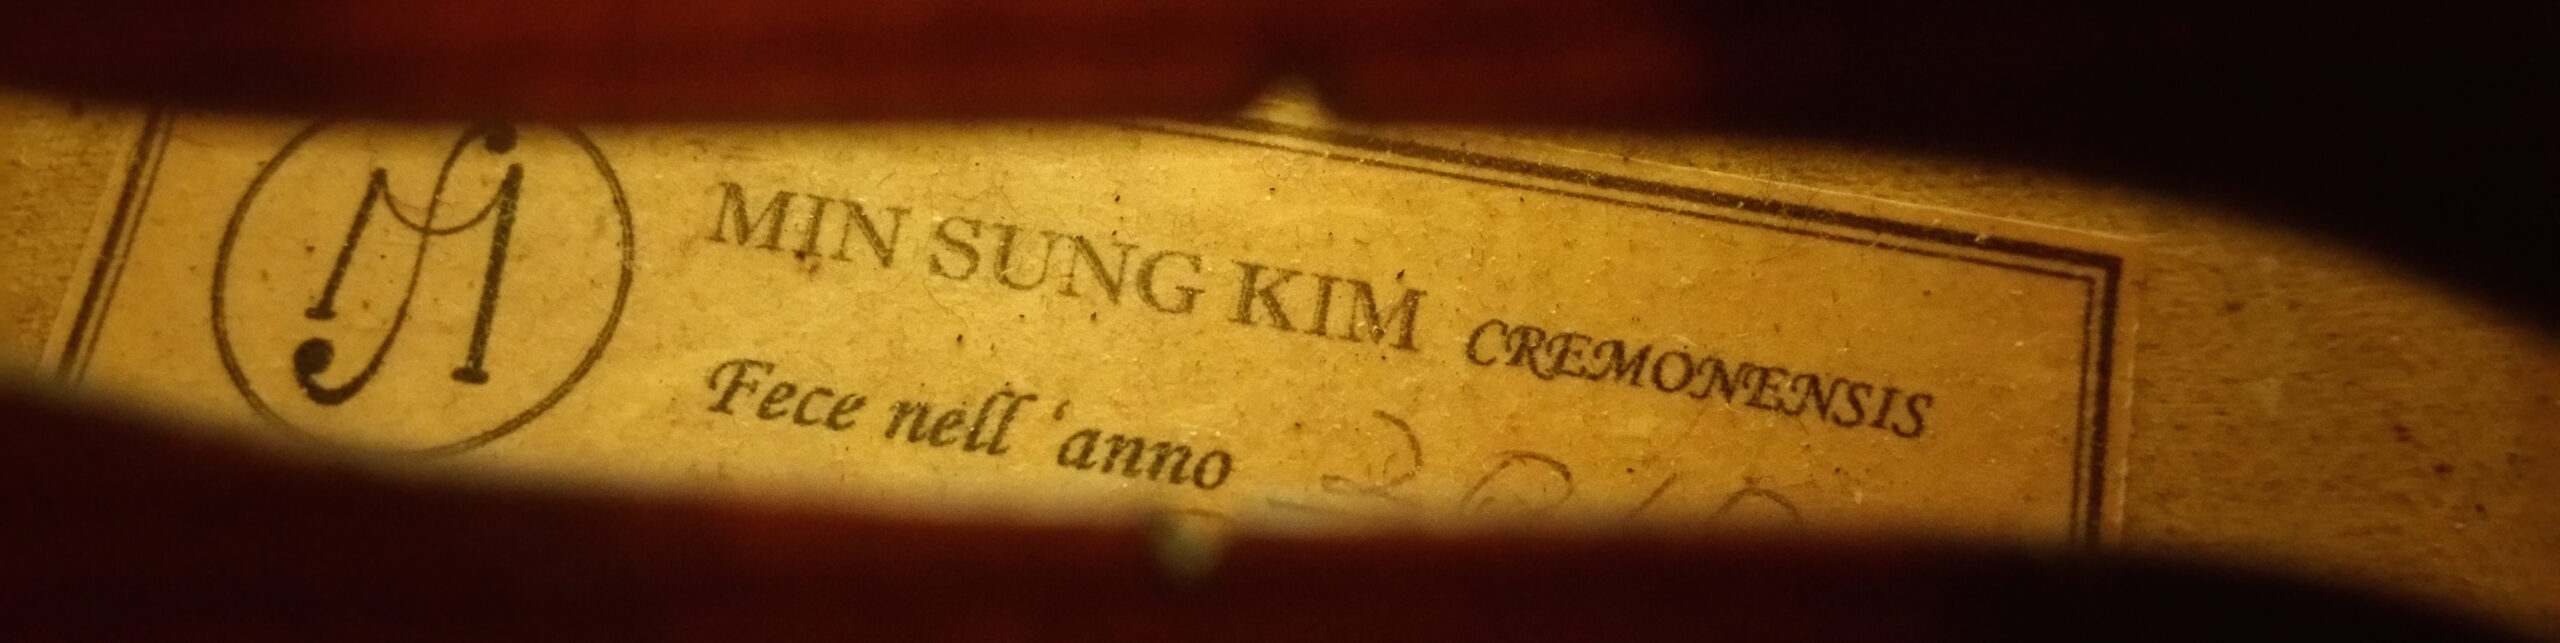 MIN SUNG KIM CREMONENSIS
Fece nell 'anno